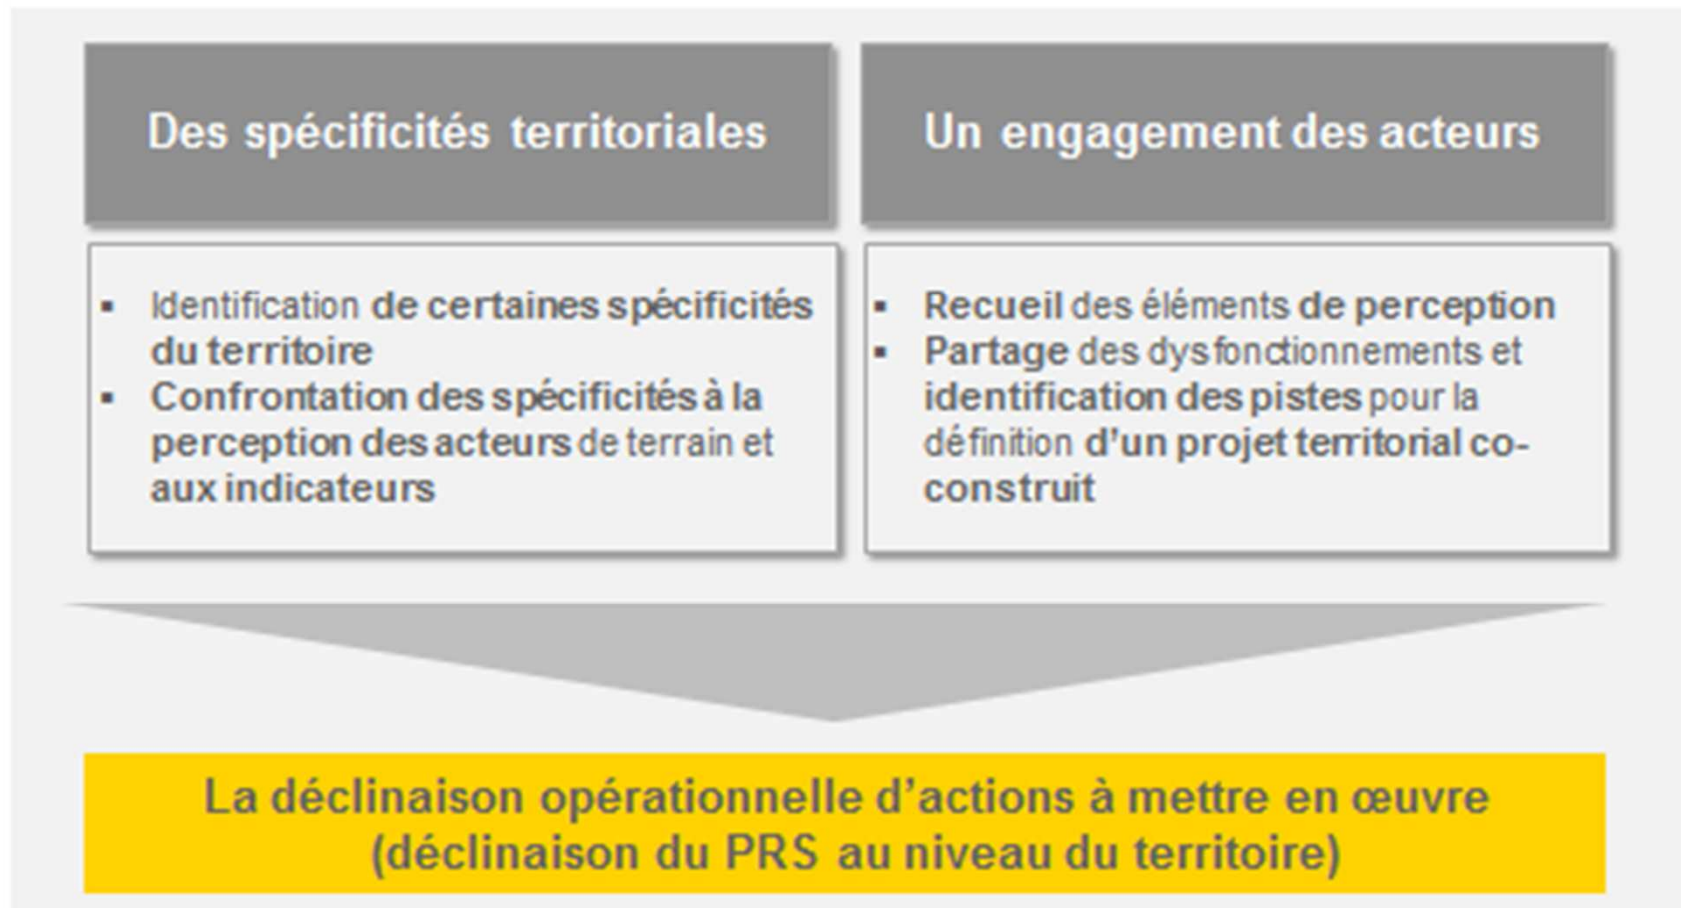 Des spécificités territoriales
▪ Identification de certaines spécificités
du territoire
▪ Confrontation des spécificités à la
perception des acteurs de terrain et
aux indicateurs
Un engagement des acteurs
▪ Recueil des éléments de perception
▪ Partage des dysfonctionnements et
identification des pistes pour la
définition d’un projet territorial co-
construit
La déclinaison opérationnelle d’actions à mettre en œuvre
(déclinaison du PRS au niveau du territoire)